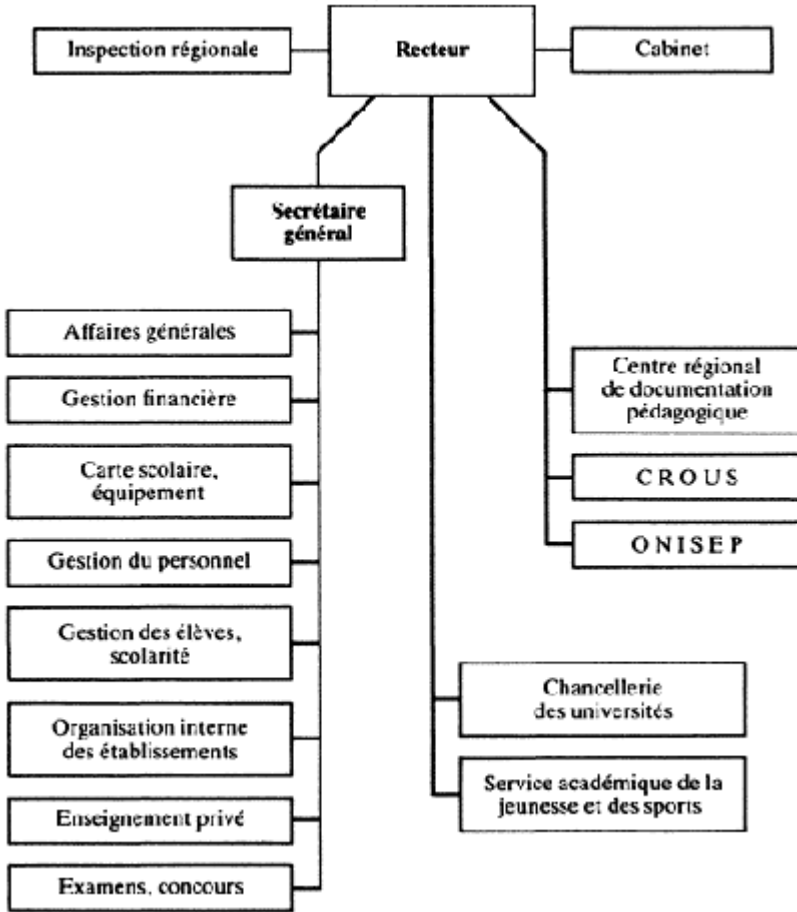 Inspection régionale
Recteur
Cabinet
Secrétaire
général
Affaires générales
Gestion financière
Carte scolaire,
équipement
Gestion du personnel
Gestion des élèves,
scolarité
Organisation interne
des établissements
Enseignement privé
Examens, concours
Centre régional
de documentation
pédagogique
CROUS
ONISEP
Chancellerie
des universités
Service académique de la
jeunesse et des sports